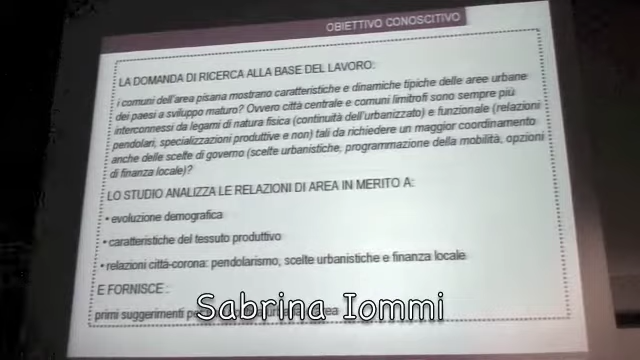 OBIETTIVO CONOSCITIVO
LA DOMANDA DI RICERCA ALLA BASE DEL LAVORO:
i comuni dell'area pisana mostrano caratteristiche e dinamiche tipiche delle aree urbane
dei paesi a sviluppo maturo? Ovvero città centrale e comuni limitrofi sono sempre più
interconnessi da legami di natura fisica (continuità dell'urbanizzato) e funzionale (relazioni
pendolari, specializzazioni produttive e non) tali da richiedere un maggior coordinamento
anche delle scelte di governo (scelte urbanistiche, programmazione della mobilità, opzioni
di finanza locale)?
LO STUDIO ANALIZZA LE RELAZIONI DI AREA IN MERITO A:
• evoluzione demografica
• caratteristiche del tessuto produttivo
• relazioni città-corona: pendolarismo, scelte urbanistiche e finanza locale
E FORNISCE :
primi suggerimenti
Sabrina Iommi